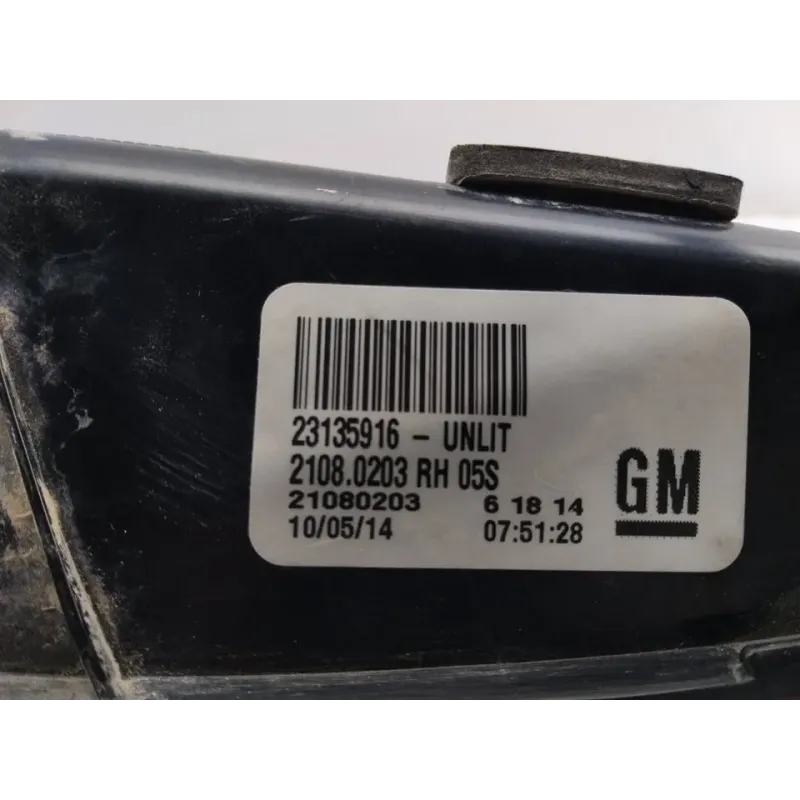 23135916 - UNLIT
2108.0203 RH 05S
21080203 6 18 14
10/05/14 07:51:28
GM